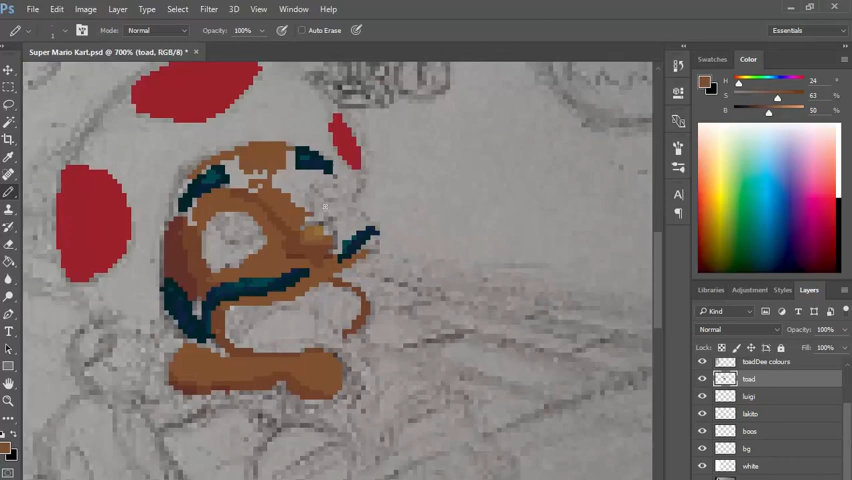 Ps File Edit Image Layer Type Select Filter 3D View Window Help
1 Mode: Normal Opacity: 100% Auto Erase Essentials
Super Mario Kart.psd @ 700% (toad, RGB/8) * ×
Swatches Color
H 24 °
S 63 %
B 50 %
Libraries Adjustment Styles Layers
Kind
Normal Opacity: 100%
Lock: Fill: 100%
toadDee colours
toad
luigi
lakito
boos
bg
white